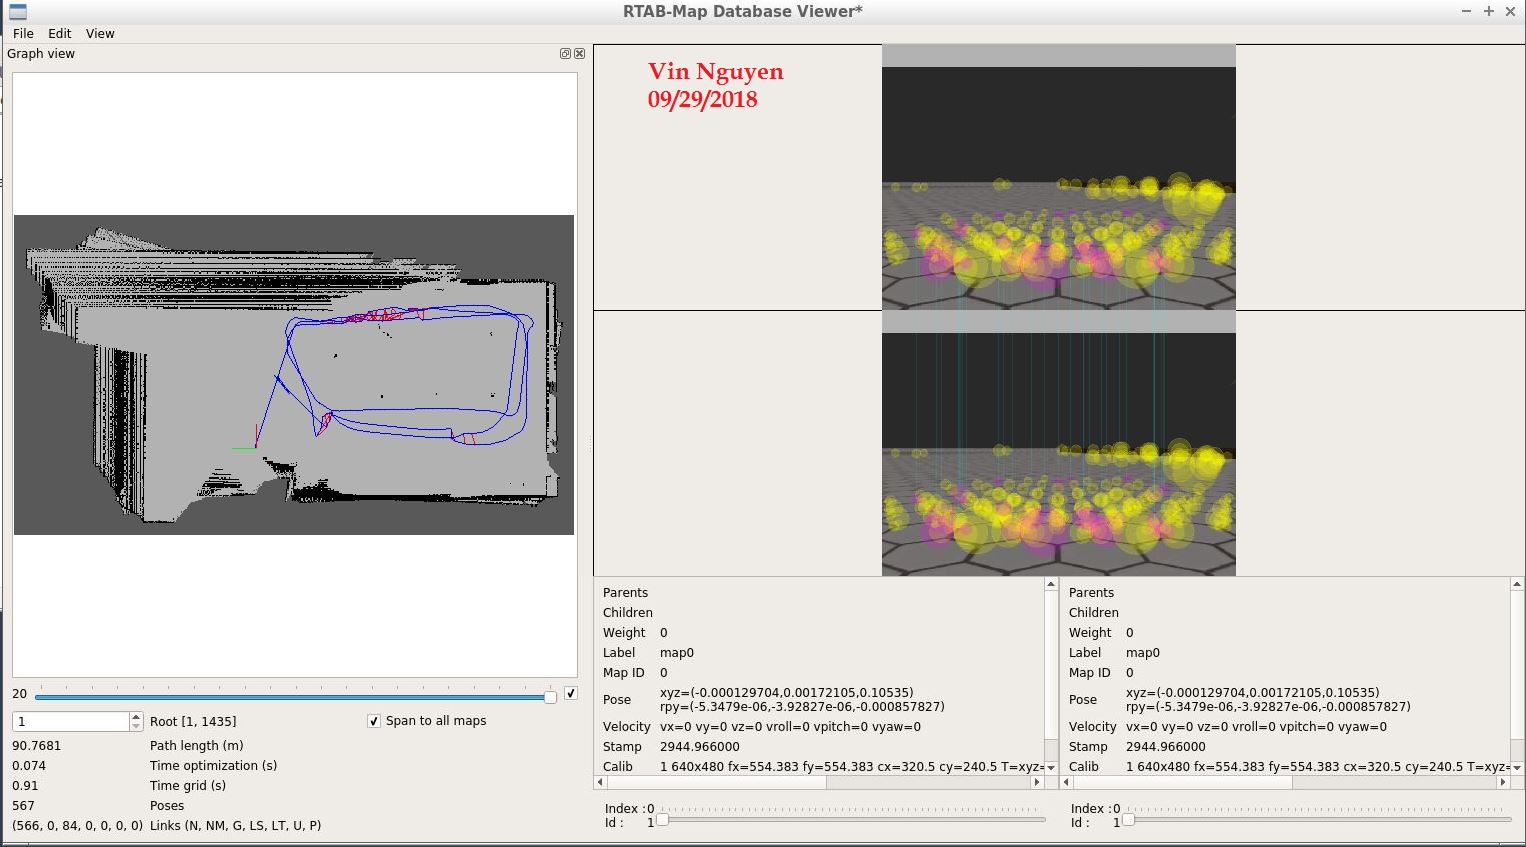 RTAB-Map Database Viewer*
File Edit View
Graph view
Vin Nguyen
09/29/2018
20
1 Root [1, 1435] Span to all maps
90.7681 Path length (m)
0.074 Time optimization (s)
0.91 Time grid (s)
567 Poses
(566, 0, 84, 0, 0, 0, 0) Links (N, NM, G, LS, LT, U, P)
Parents
Children
Weight 0
Label map0
Map ID 0
Pose xyz=(-0.000129704,0.00172105,0.10535)
rpy=(-5.3479e-06,-3.92827e-06,-0.000857827)
Velocity vx=0 vy=0 vz=0 vroll=0 vpitch=0 vyaw=0
Stamp 2944.966000
Calib 1 640x480 fx=554.383 fy=554.383 cx=320.5 cy=240.5 T=xyz=
Index : 0
Id : 1
Parents
Children
Weight 0
Label map0
Map ID 0
Pose xyz=(-0.000129704,0.00172105,0.10535)
rpy=(-5.3479e-06,-3.92827e-06,-0.000857827)
Velocity vx=0 vy=0 vz=0 vroll=0 vpitch=0 vyaw=0
Stamp 2944.966000
Calib 1 640x480 fx=554.383 fy=554.383 cx=320.5 cy=240.5 T=xyz=
Index : 0
Id : 1